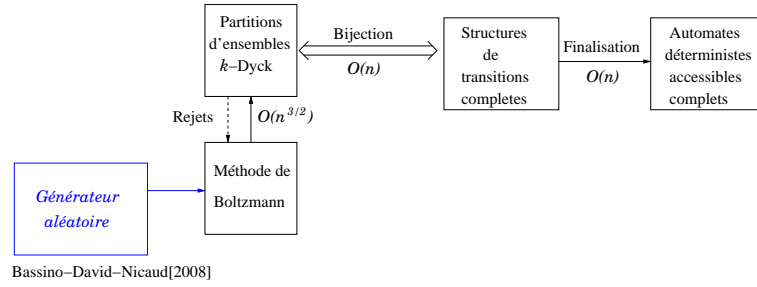 Partitions
d'ensembles
k−Dyck
Bijection
O(n)
Structures
de
transitions
completes
Finalisation
O(n)
Automates
déterministes
accessibles
complets
Rejets
O(n^{3/2})
Méthode de
Boltzmann
Générateur
aléatoire
Bassino−David−Nicaud[2008]